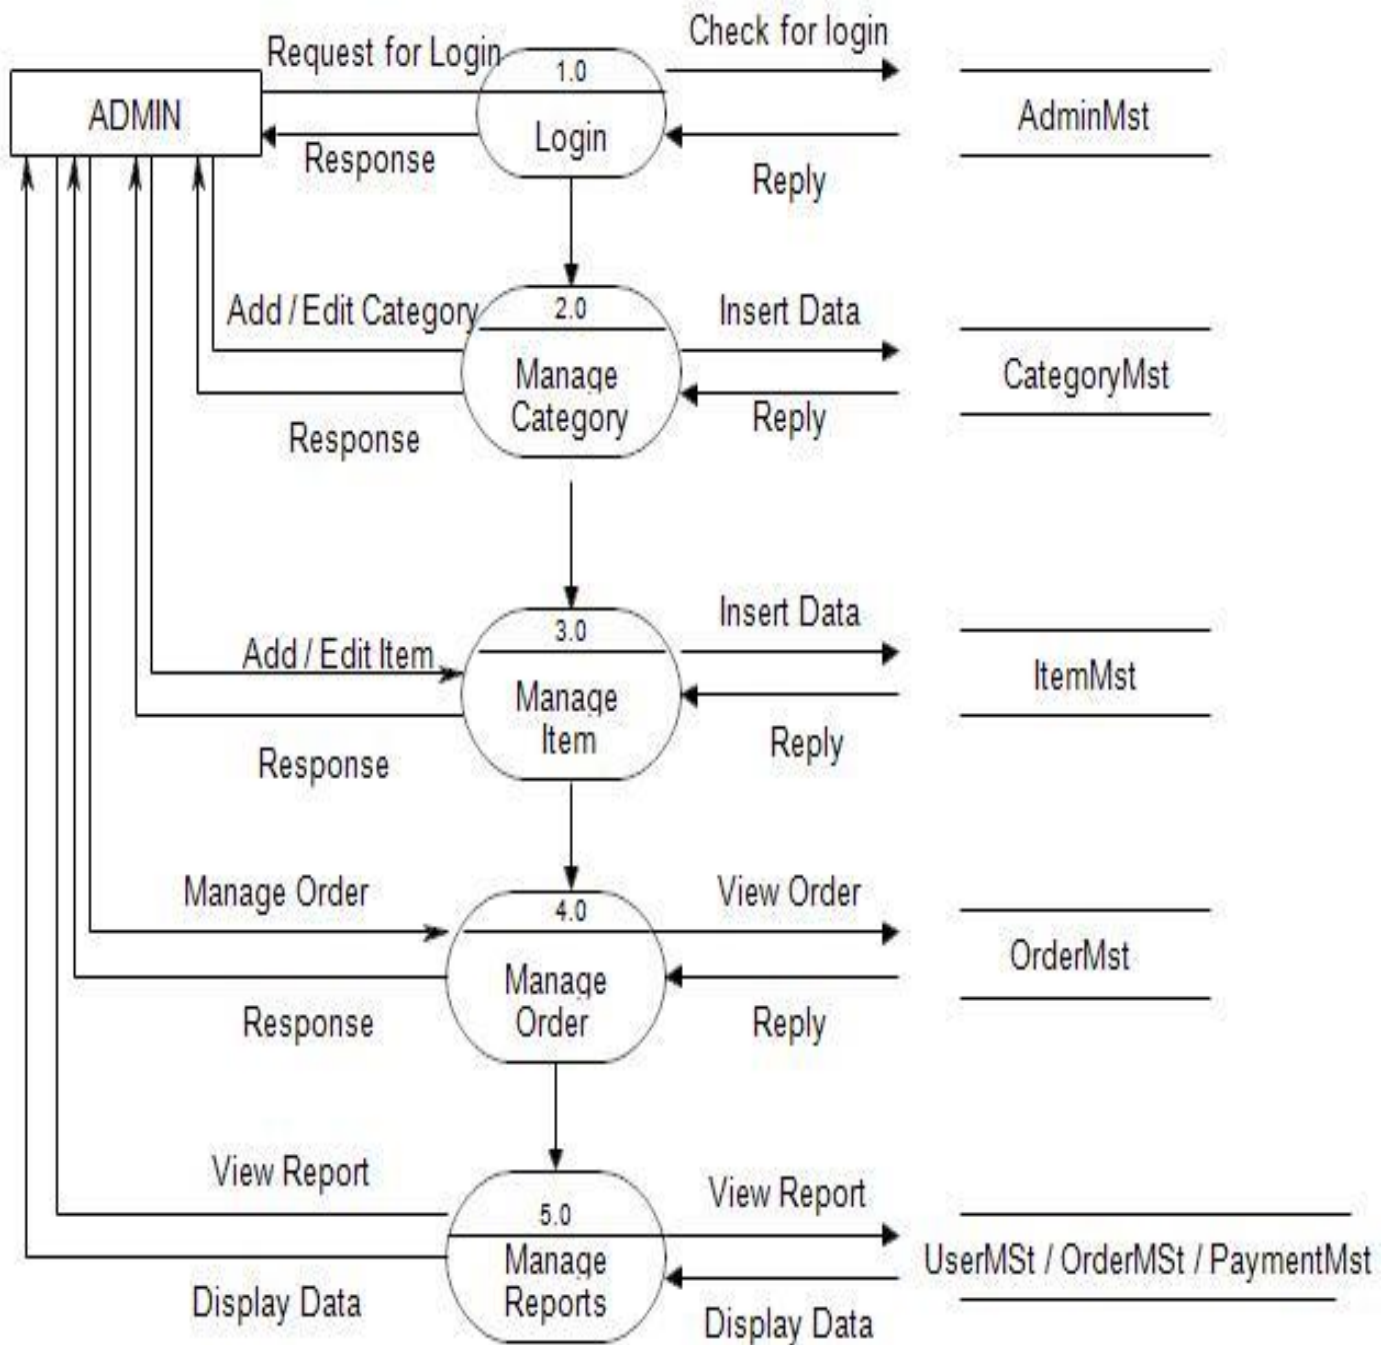 Check for login
Request for Login
1.0
ADMIN
AdminMst
Login
Response
Reply
Add / Edit Category
2.0
Insert Data
Manage
Category
CategoryMst
Reply
Response
Insert Data
3.0
Add / Edit Item
Manage
Item
ItemMst
Reply
Response
Manage Order
4.0
View Order
Manage
Order
OrderMst
Response
Reply
View Report
View Report
5.0
Manage
Reports
UserMSt / OrderMSt / PaymentMst
Display Data
Display Data